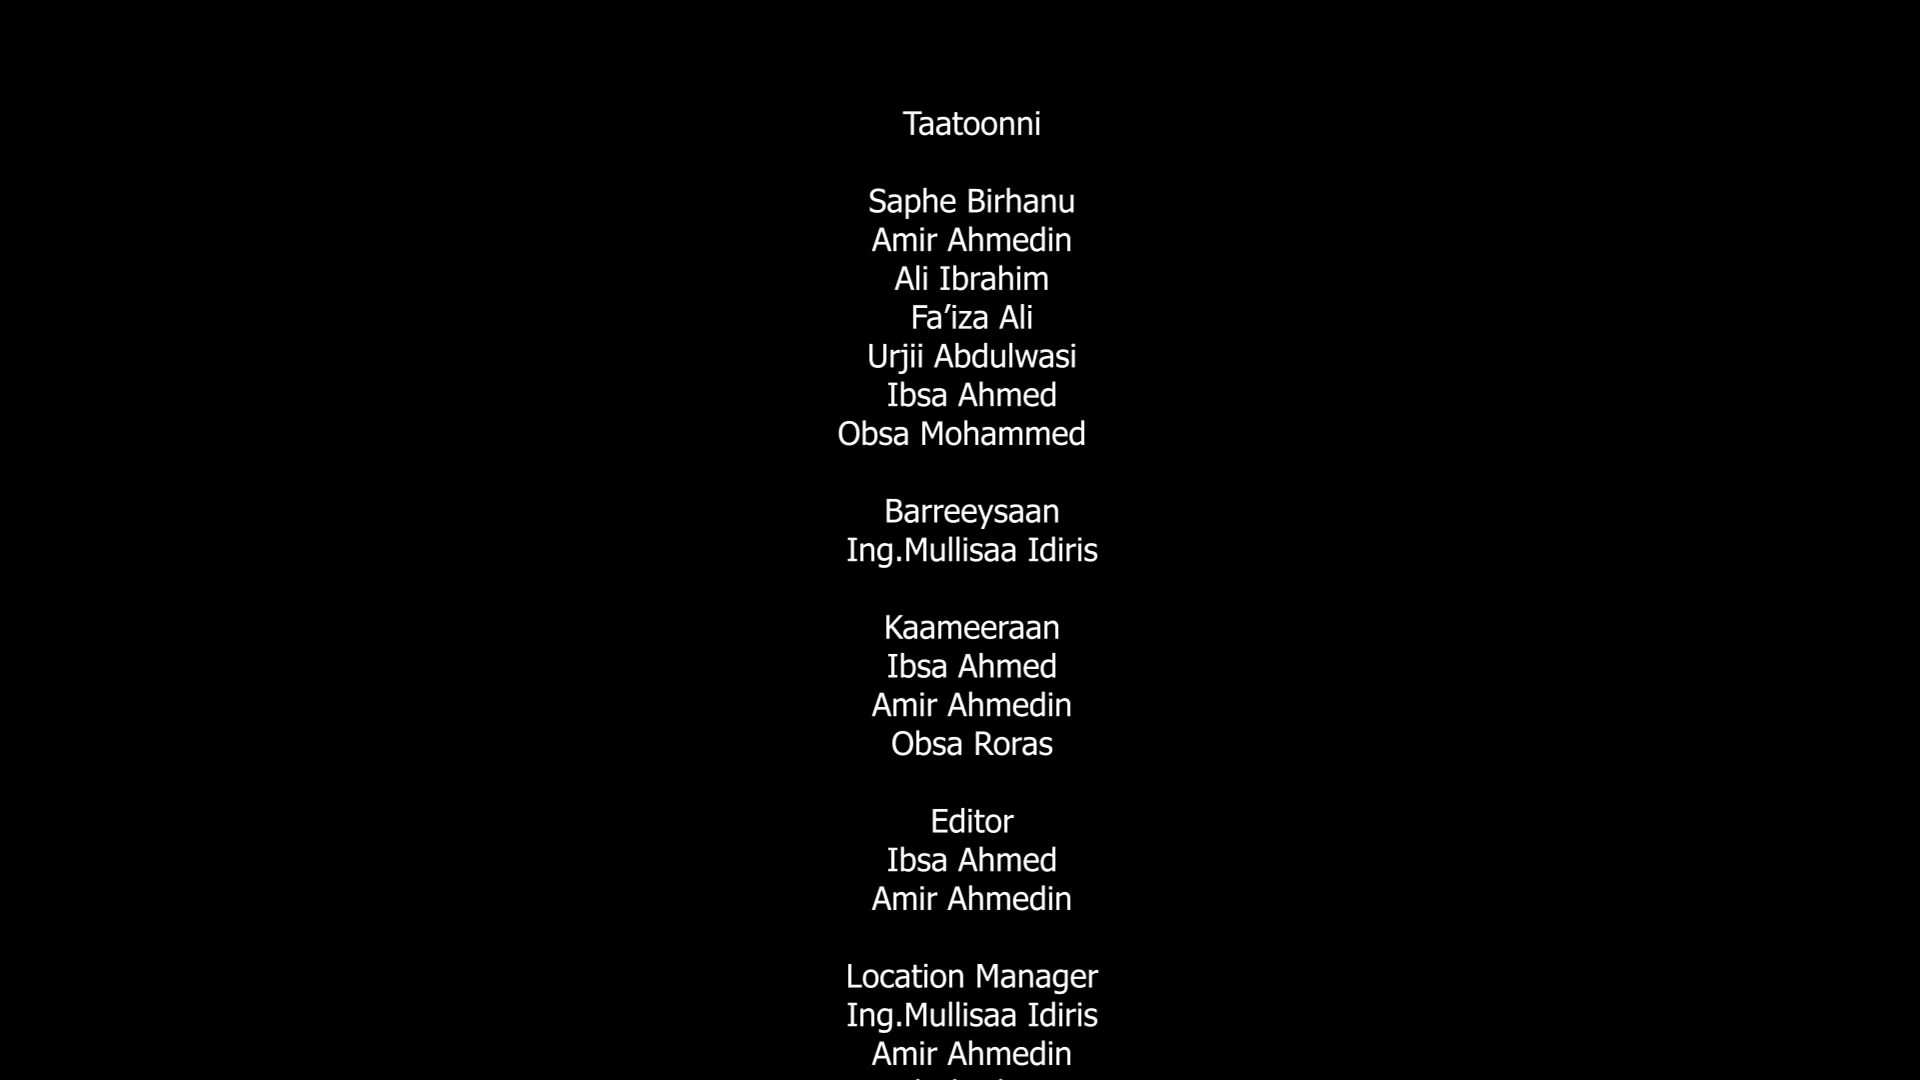 Taatoonni
Saphe Birhanu
Amir Ahmedin
Ali Ibrahim
Fa’iza Ali
Urjii Abdulwasi
Ibsa Ahmed
Obsa Mohammed
Barreeysaan
Ing.Mullisaa Idiris
Kaameeraan
Ibsa Ahmed
Amir Ahmedin
Obsa Roras
Editor
Ibsa Ahmed
Amir Ahmedin
Location Manager
Ing.Mullisaa Idiris
Amir Ahmedin